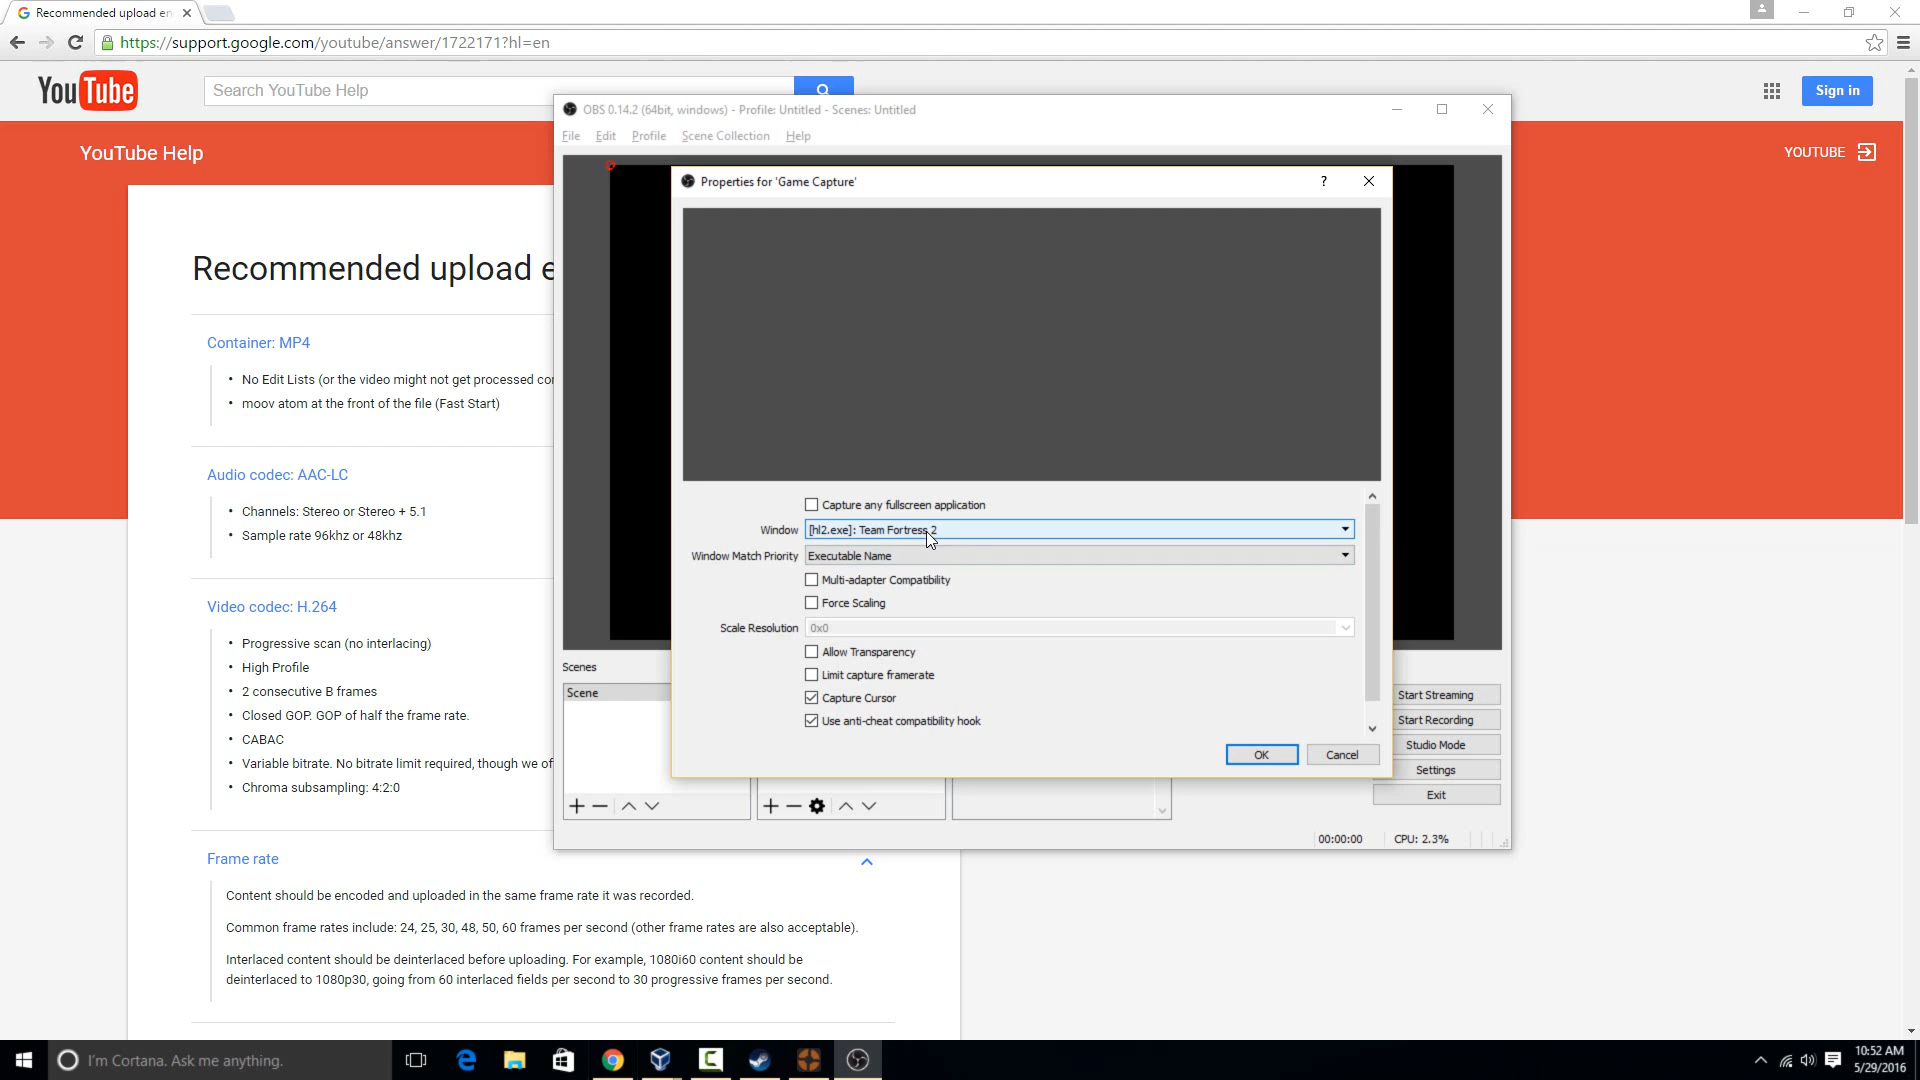 Recommended upload en
https://support.google.com/youtube/answer/1722171?hl=en
YouTube
Search YouTube Help
Sign in
YouTube Help
YOUTUBE
Recommended upload e
Container: MP4
• No Edit Lists (or the video might not get processed cor
• moov atom at the front of the file (Fast Start)
Audio codec: AAC-LC
• Channels: Stereo or Stereo + 5.1
• Sample rate 96khz or 48khz
Video codec: H.264
• Progressive scan (no interlacing)
• High Profile
• 2 consecutive B frames
• Closed GOP. GOP of half the frame rate.
• CABAC
• Variable bitrate. No bitrate limit required, though we of
• Chroma subsampling: 4:2:0
Frame rate
Content should be encoded and uploaded in the same frame rate it was recorded.
Common frame rates include: 24, 25, 30, 48, 50, 60 frames per second (other frame rates are also acceptable).
Interlaced content should be deinterlaced before uploading. For example, 1080i60 content should be
deinterlaced to 1080p30, going from 60 interlaced fields per second to 30 progressive frames per second.
OBS 0.14.2 (64bit, windows) - Profile: Untitled - Scenes: Untitled
File Edit Profile Scene Collection Help
Properties for 'Game Capture'
?
Capture any fullscreen application
Window [hl2.exe]: Team Fortress 2
Window Match Priority Executable Name
Multi-adapter Compatibility
Force Scaling
Scale Resolution 0x0
Allow Transparency
Limit capture framerate
Capture Cursor
Use anti-cheat compatibility hook
OK Cancel
Scenes
Scene
Start Streaming
Start Recording
Studio Mode
Settings
Exit
00:00:00 CPU: 2.3%
I'm Cortana. Ask me anything.
10:52 AM
5/29/2016